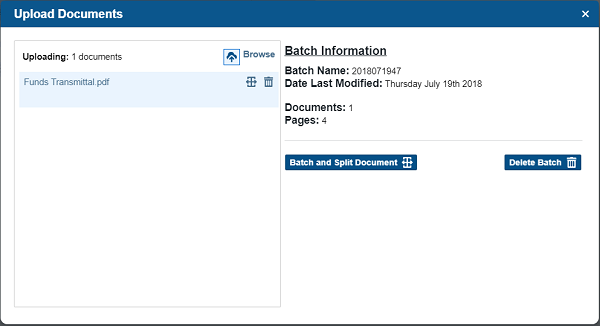 Upload Documents
Uploading: 1 documents
Browse
Funds Transmittal.pdf
Batch Information
Batch Name: 2018071947
Date Last Modified: Thursday July 19th 2018
Documents: 1
Pages: 4
Batch and Split Document
Delete Batch